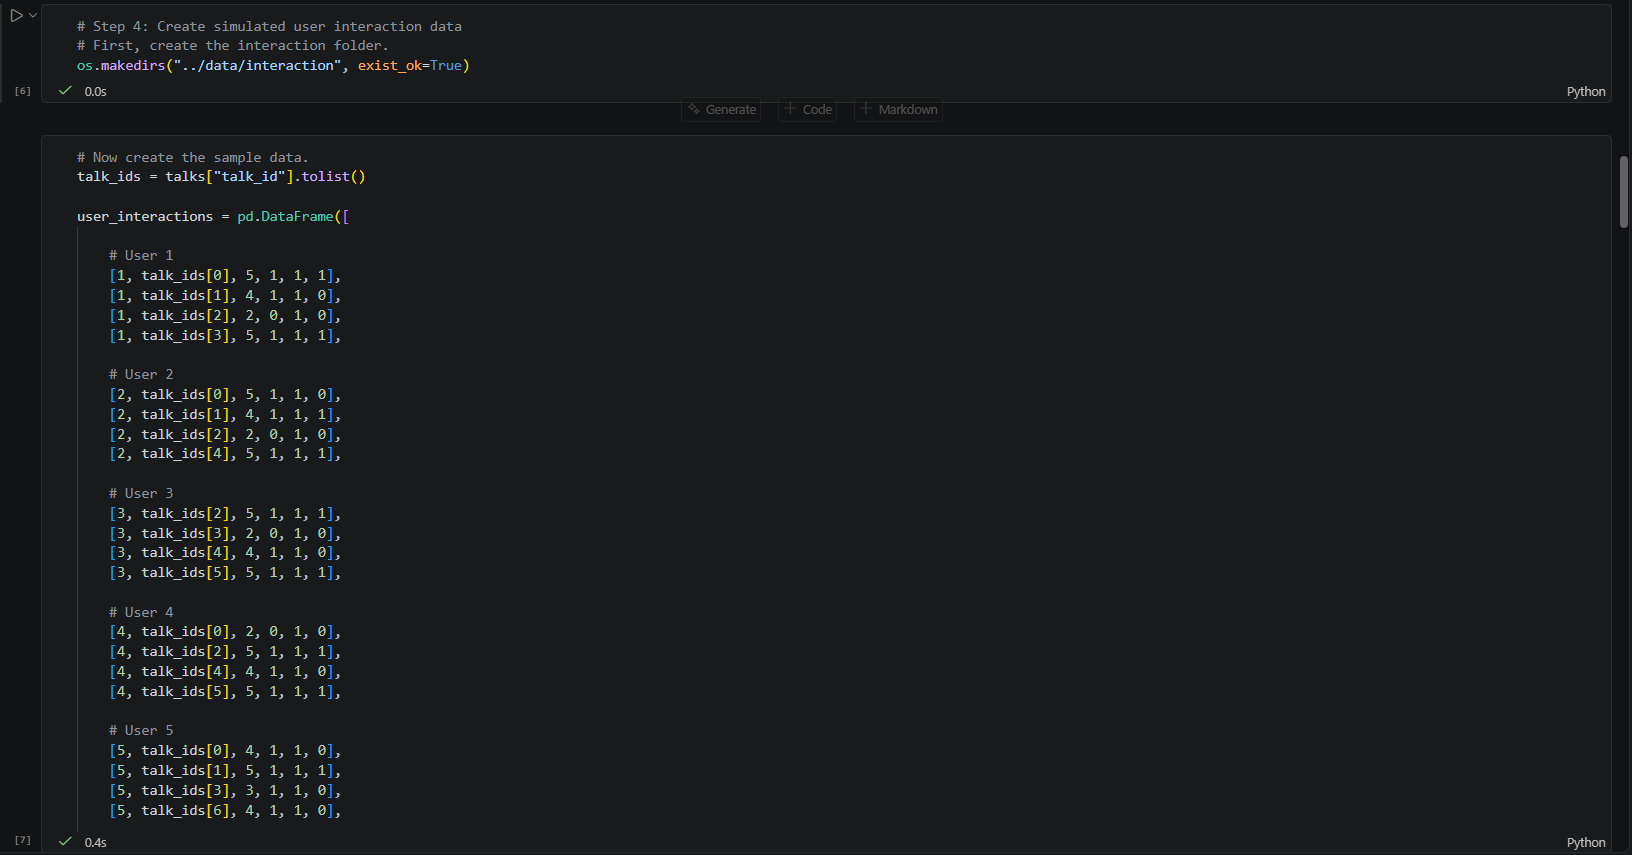 # Step 4: Create simulated user interaction data
# First, create the interaction folder.
os.makedirs("../data/interaction", exist_ok=True)
[6]
0.0s
Python
Generate
Code
Markdown
# Now create the sample data.
talk_ids = talks["talk_id"].tolist()
user_interactions = pd.DataFrame([
# User 1
[1, talk_ids[0], 5, 1, 1, 1],
[1, talk_ids[1], 4, 1, 1, 0],
[1, talk_ids[2], 2, 0, 1, 0],
[1, talk_ids[3], 5, 1, 1, 1],
# User 2
[2, talk_ids[0], 5, 1, 1, 0],
[2, talk_ids[1], 4, 1, 1, 1],
[2, talk_ids[2], 2, 0, 1, 0],
[2, talk_ids[4], 5, 1, 1, 1],
# User 3
[3, talk_ids[2], 5, 1, 1, 1],
[3, talk_ids[3], 2, 0, 1, 0],
[3, talk_ids[4], 4, 1, 1, 0],
[3, talk_ids[5], 5, 1, 1, 1],
# User 4
[4, talk_ids[0], 2, 0, 1, 0],
[4, talk_ids[2], 5, 1, 1, 1],
[4, talk_ids[4], 4, 1, 1, 0],
[4, talk_ids[5], 5, 1, 1, 1],
# User 5
[5, talk_ids[0], 4, 1, 1, 0],
[5, talk_ids[1], 5, 1, 1, 1],
[5, talk_ids[3], 3, 1, 1, 0],
[5, talk_ids[6], 4, 1, 1, 0],
[7]
0.4s
Python